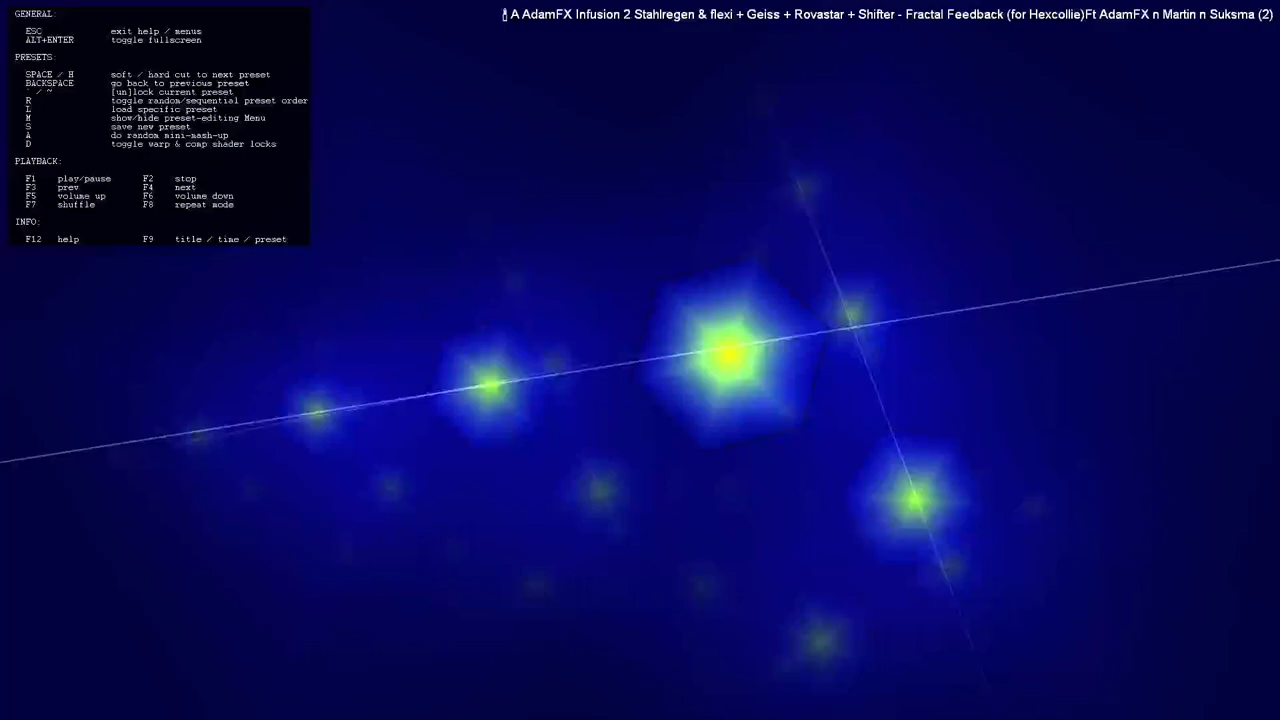 A AdamFX Infusion 2 Stahlregen & flexi + Geiss + Rovastar + Shifter - Fractal Feedback (for Hexcollie)Ft AdamFX n Martin n Suksma (2)
GENERAL:
ESC exit help / menus
ALT+ENTER toggle fullscreen
PRESETS:
SPACE / H soft / hard cut to next preset
BACKSPACE go back to previous preset
` / ~ [un]lock current preset
R toggle random/sequential preset order
L load specific preset
M show/hide preset-editing Menu
S save new preset
A do random mini-mash-up
D toggle warp & comp shader locks
PLAYBACK:
F1 play/pause F2 stop
F3 prev F4 next
F5 volume up F6 volume down
F7 shuffle F8 repeat mode
INFO:
F12 help F9 title / time / preset